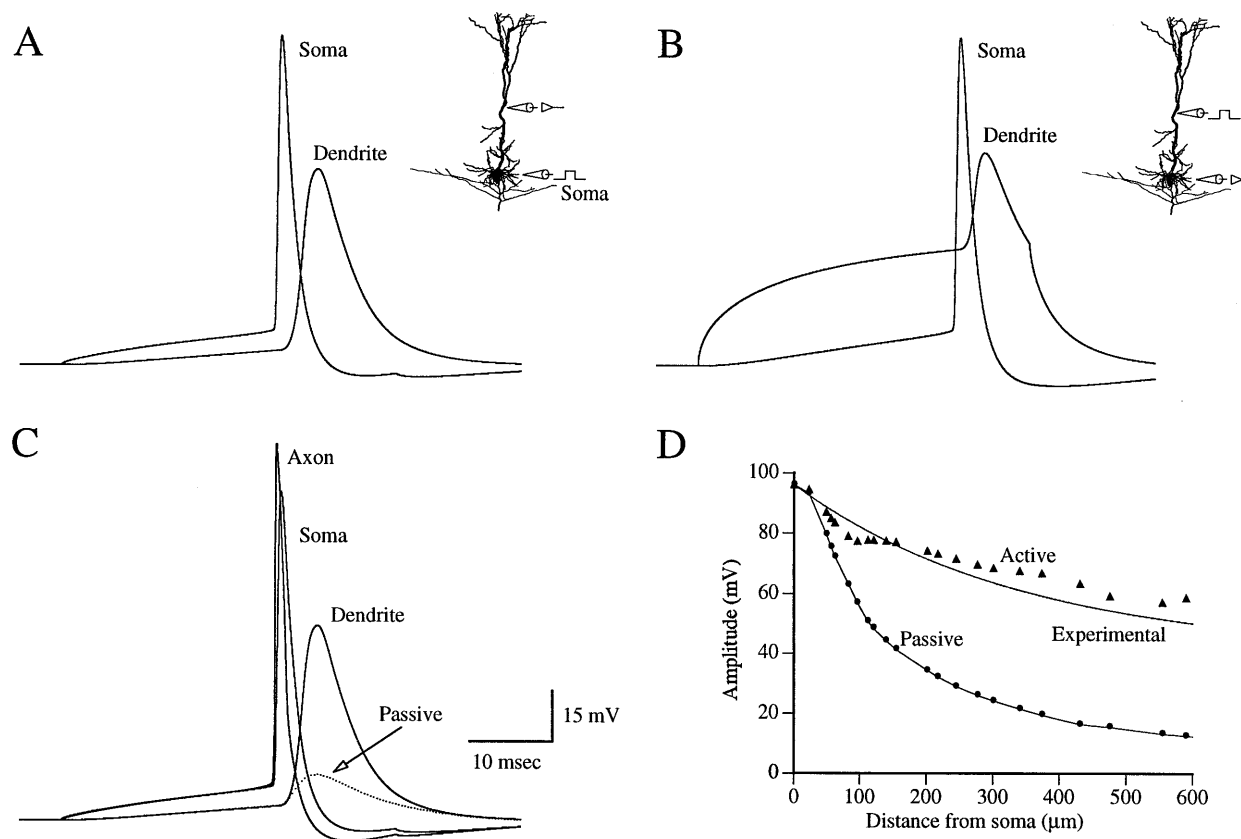 A
Soma
Dendrite
Soma
B
Soma
Dendrite
C
Axon
Soma
Dendrite
Passive
15 mV
10 msec
D
100
80
60
40
20
0
Amplitude (mV)
Active
Experimental
Passive
0 100 200 300 400 500 600
Distance from soma (μm)